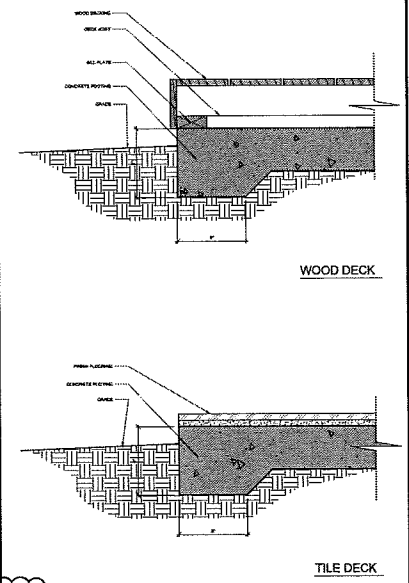 WOOD DECKING
DECK JOIST
SILL PLATE
CONCRETE FOOTING
GRADE
WOOD DECK
FINISH FLOORING
CONCRETE FOOTING
GRADE
TILE DECK